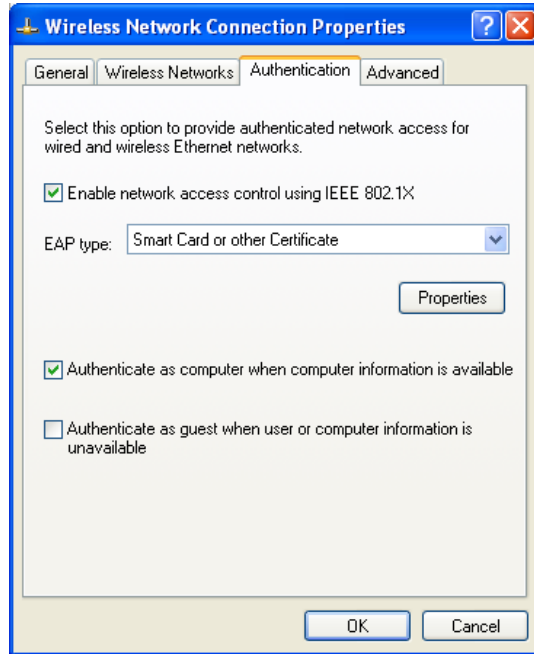 Wireless Network Connection Properties
General Wireless Networks Authentication Advanced
Select this option to provide authenticated network access for
wired and wireless Ethernet networks.
Enable network access control using IEEE 802.1X
EAP type: Smart Card or other Certificate
Properties
Authenticate as computer when computer information is available
Authenticate as guest when user or computer information is
unavailable
OK Cancel